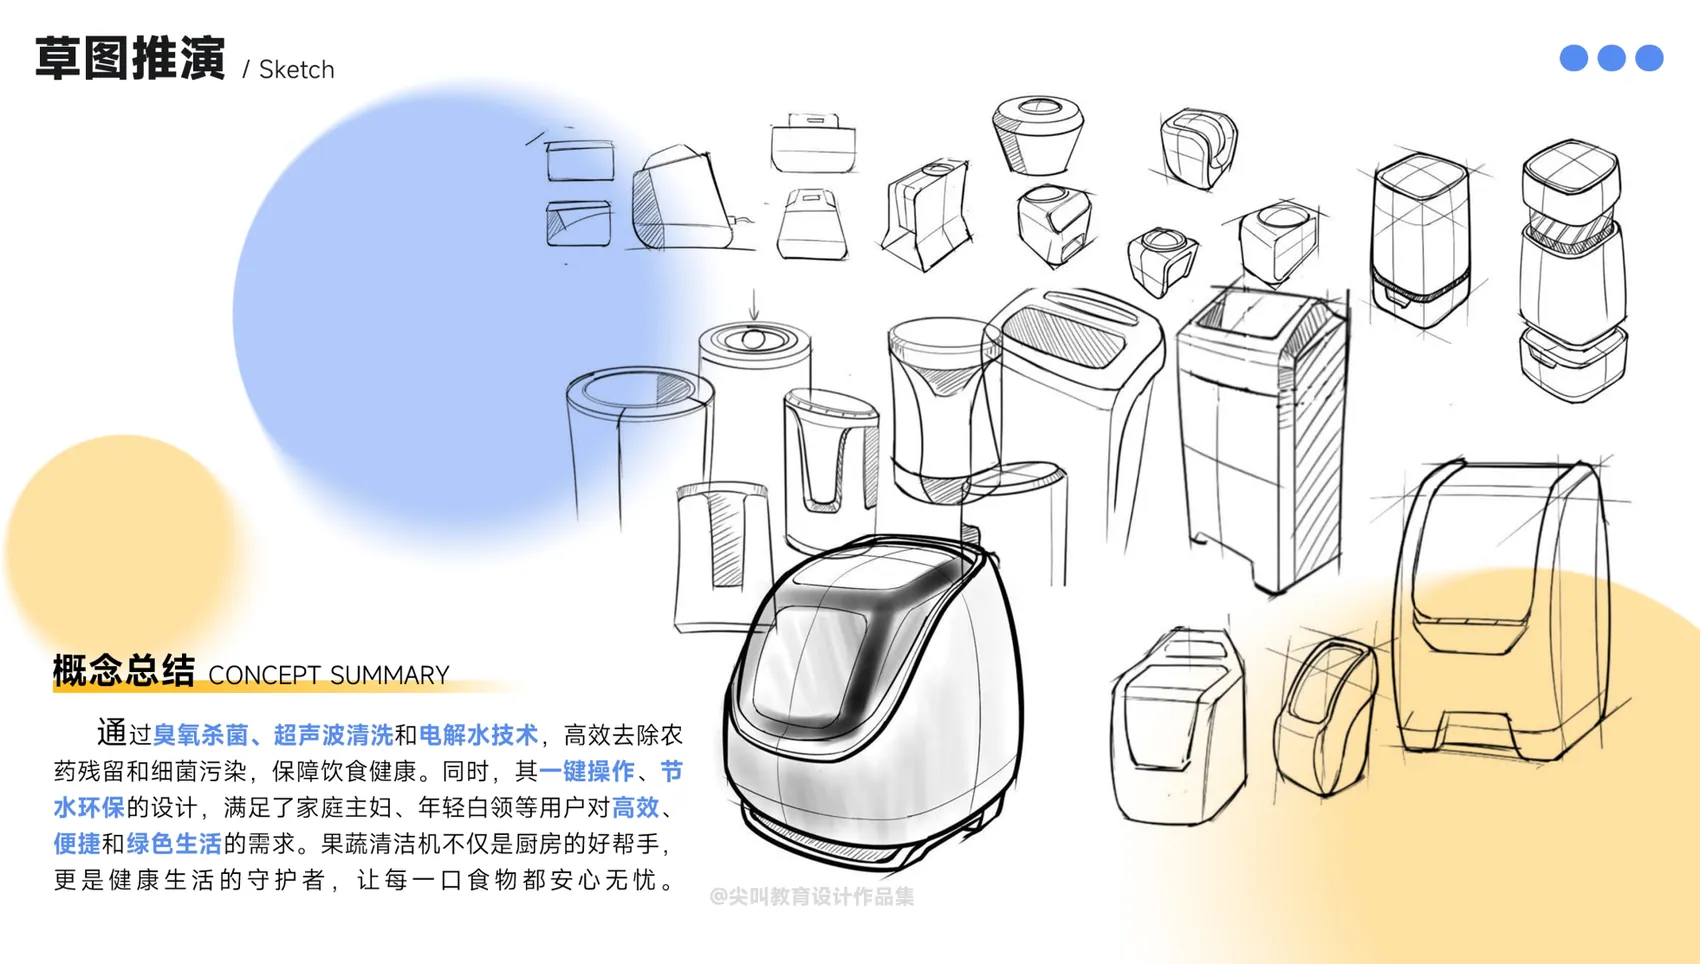 草图推演 / Sketch
概念总结 CONCEPT SUMMARY
通过臭氧杀菌、超声波清洗和电解水技术，高效去除农
药残留和细菌污染，保障饮食健康。同时，其一键操作、节
水环保的设计，满足了家庭主妇、年轻白领等用户对高效、
便捷和绿色生活的需求。果蔬清洁机不仅是厨房的好帮手，
更是健康生活的守护者，让每一口食物都安心无忧。
@尖叫教育设计作品集